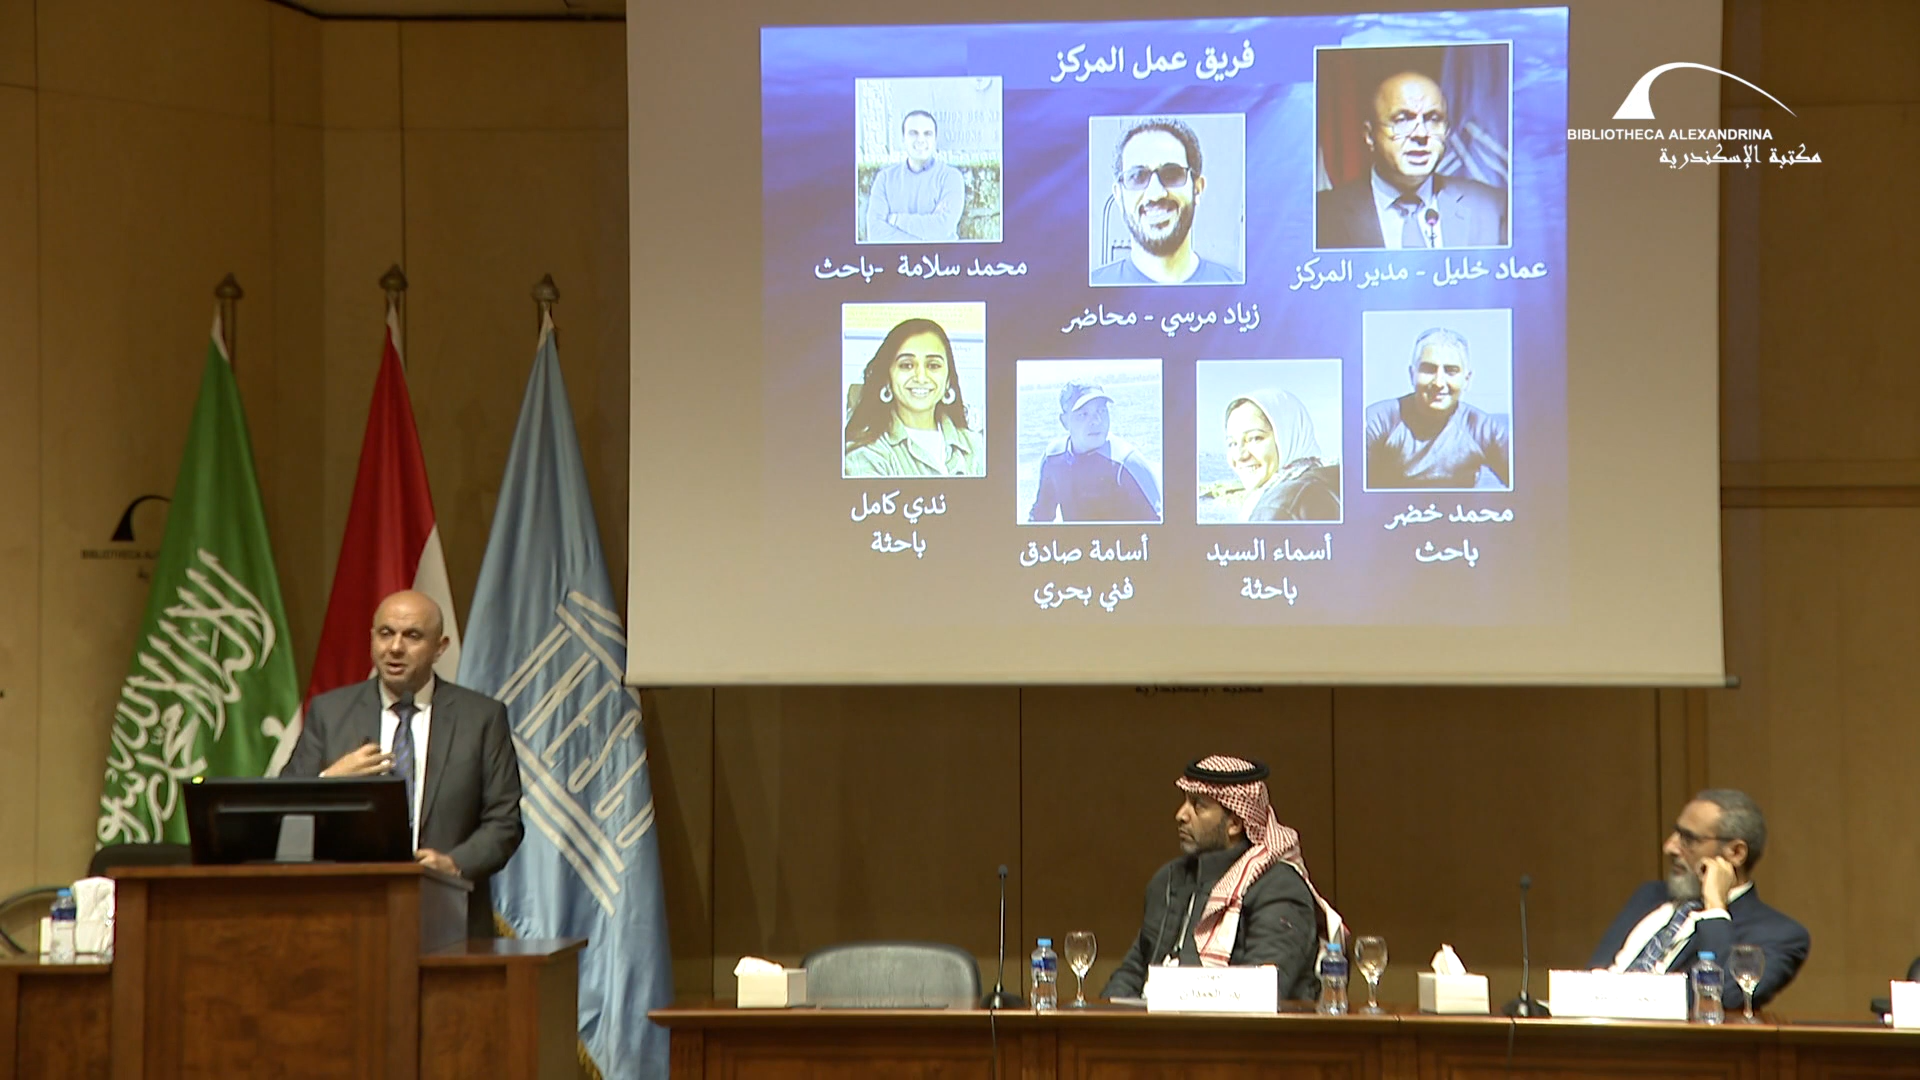 فريق عمل المركز
عماد خليل - مدير المركز
زياد مرسي - محاضر
محمد سلامة -باحث
محمد خضر
باحث
أسماء السيد
باحثة
أسامة صادق
فني بحري
ندي كامل
باحثة
BIBLIOTHECA ALEXANDRINA
مكتبة الإسكندرية
UNESCO